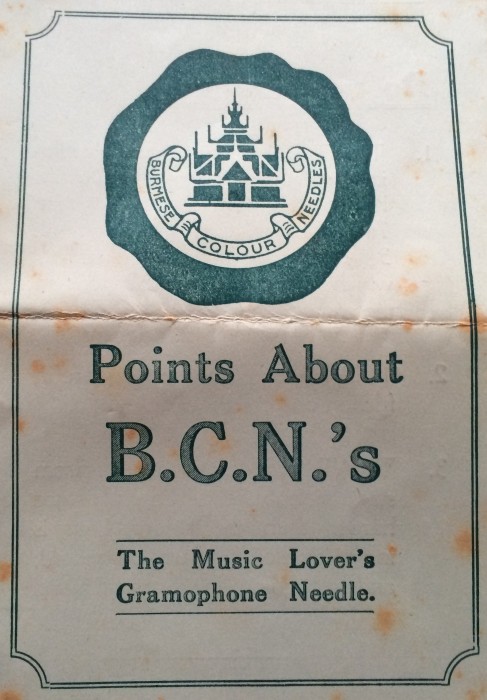 BURMESE COLOUR NEEDLES
Points About
B.C.N.'s
The Music Lover's
Gramophone Needle.